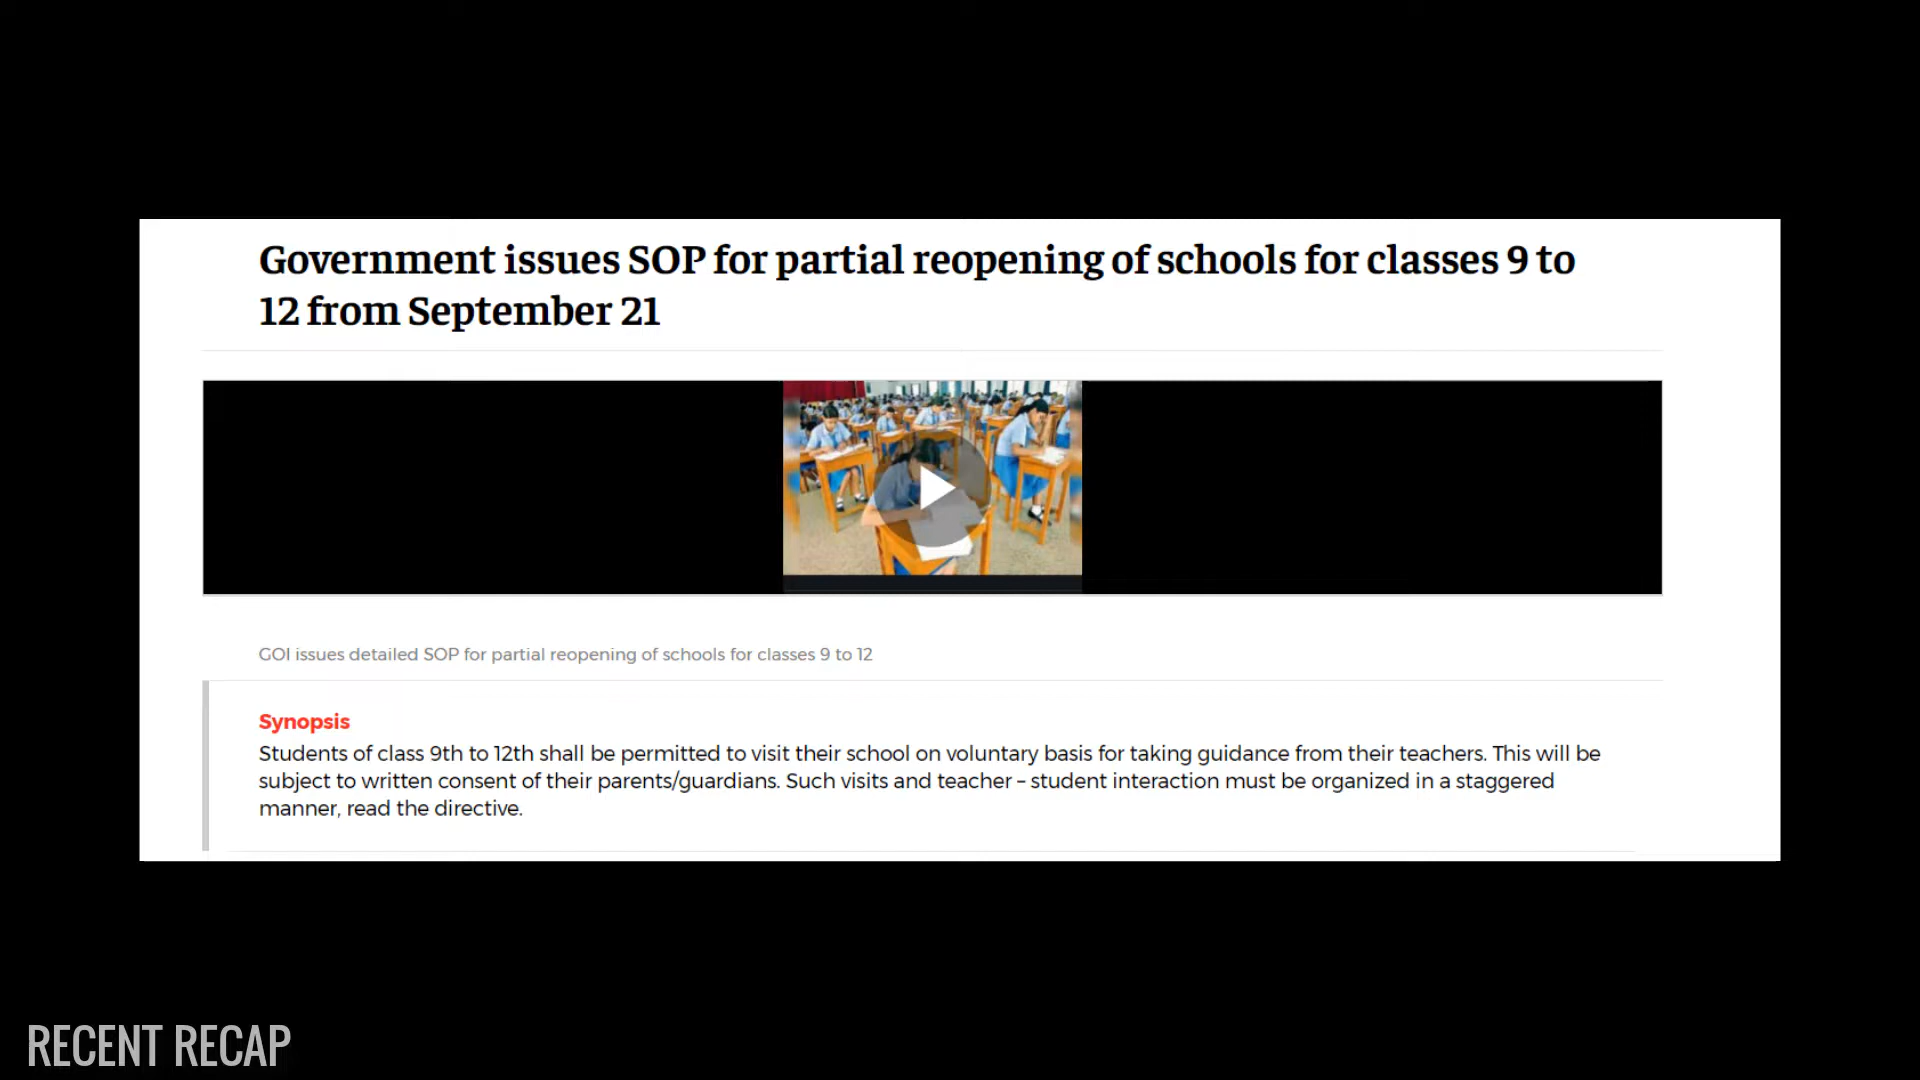 Government issues SOP for partial reopening of schools for classes 9 to
12 from September 21
GOI issues detailed SOP for partial reopening of schools for classes 9 to 12
Synopsis
Students of class 9th to 12th shall be permitted to visit their school on voluntary basis for taking guidance from their teachers. This will be
subject to written consent of their parents/guardians. Such visits and teacher – student interaction must be organized in a staggered
manner, read the directive.
RECENT RECAP